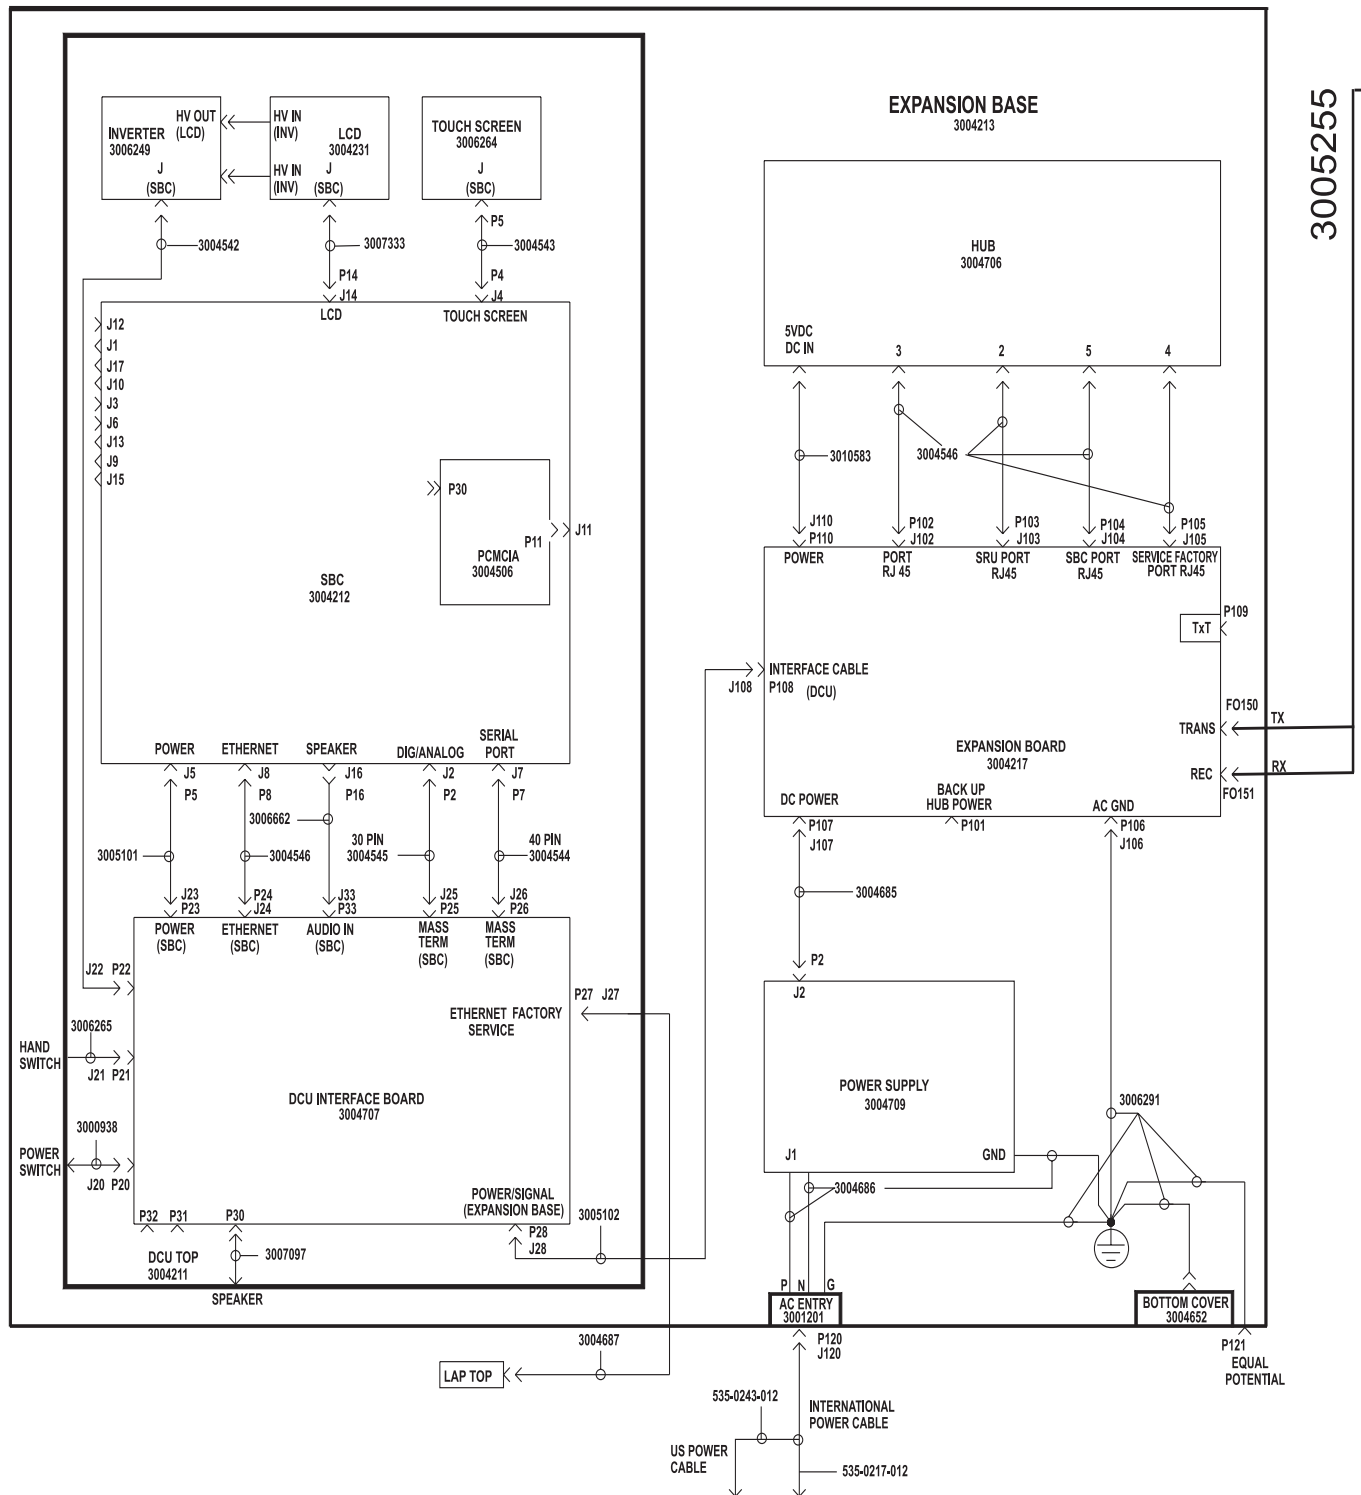 3005255
EXPANSION BASE
3004213
INVERTER
3006249
HV OUT
(LCD)
J
(SBC)
HV IN
(INV)
HV IN
(INV)
LCD
3004231
J
(SBC)
TOUCH SCREEN
3006264
J
(SBC)
P5
3004542
3007333
3004543
P14
J14
LCD
P4
J4
TOUCH SCREEN
J12
J1
J17
J10
J3
J6
J13
J9
J15
P30
P11
J11
PCMCIA
3004506
SBC
3004212
POWER
ETHERNET
SPEAKER
DIG/ANALOG
SERIAL
PORT
J5
P5
J8
P8
J16
P16
J2
P2
J7
P7
3006662
3005101
3004546
30 PIN
3004545
40 PIN
3004544
J23
P23
P24
J24
J33
P33
J25
P25
J26
P26
POWER
(SBC)
ETHERNET
(SBC)
AUDIO IN
(SBC)
MASS
TERM
(SBC)
MASS
TERM
(SBC)
J22 P22
P27 J27
ETHERNET FACTORY
SERVICE
3006265
HAND
SWITCH
J21 P21
DCU INTERFACE BOARD
3004707
3000938
POWER
SWITCH
J20 P20
POWER/SIGNAL
(EXPANSION BASE)
P32
P31
P30
P28
J28
3005102
DCU TOP
3004211
3007097
SPEAKER
3004687
LAP TOP
HUB
3004706
5VDC
DC IN
3
2
5
4
3010583
3004546
J110
P110
P102
J102
P103
J103
P104
J104
P105
J105
POWER
PORT
RJ 45
SRU PORT
RJ45
SBC PORT
RJ45
SERVICE FACTORY
PORT RJ45
P109
TxT
J108
P108
INTERFACE CABLE
(DCU)
FO150
TX
TRANS
EXPANSION BOARD
3004217
REC
RX
FO151
DC POWER
BACK UP
HUB POWER
AC GND
P107
J107
P101
P106
J106
3004685
P2
J2
POWER SUPPLY
3004709
3006291
J1
GND
3004686
P N G
AC ENTRY
3001201
BOTTOM COVER
3004652
P120
J120
P121
EQUAL
POTENTIAL
535-0243-012
INTERNATIONAL
POWER CABLE
US POWER
CABLE
535-0217-012